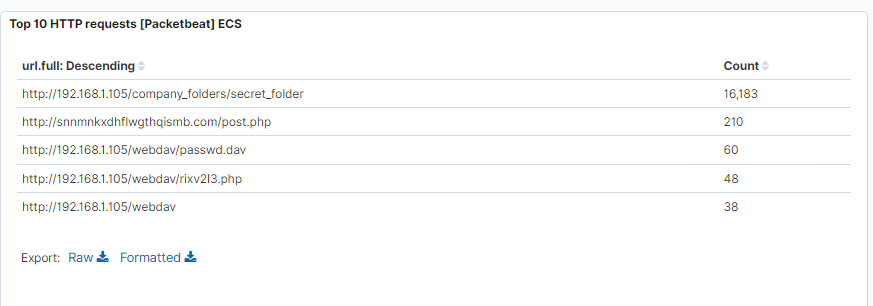 Top 10 HTTP requests [Packetbeat] ECS
url.full: Descending Count
http://192.168.1.105/company_folders/secret_folder 16,183
http://snnmnkxdhflwgthqismb.com/post.php 210
http://192.168.1.105/webdav/passwd.dav 60
http://192.168.1.105/webdav/rixv2l3.php 48
http://192.168.1.105/webdav 38
Export: Raw Formatted